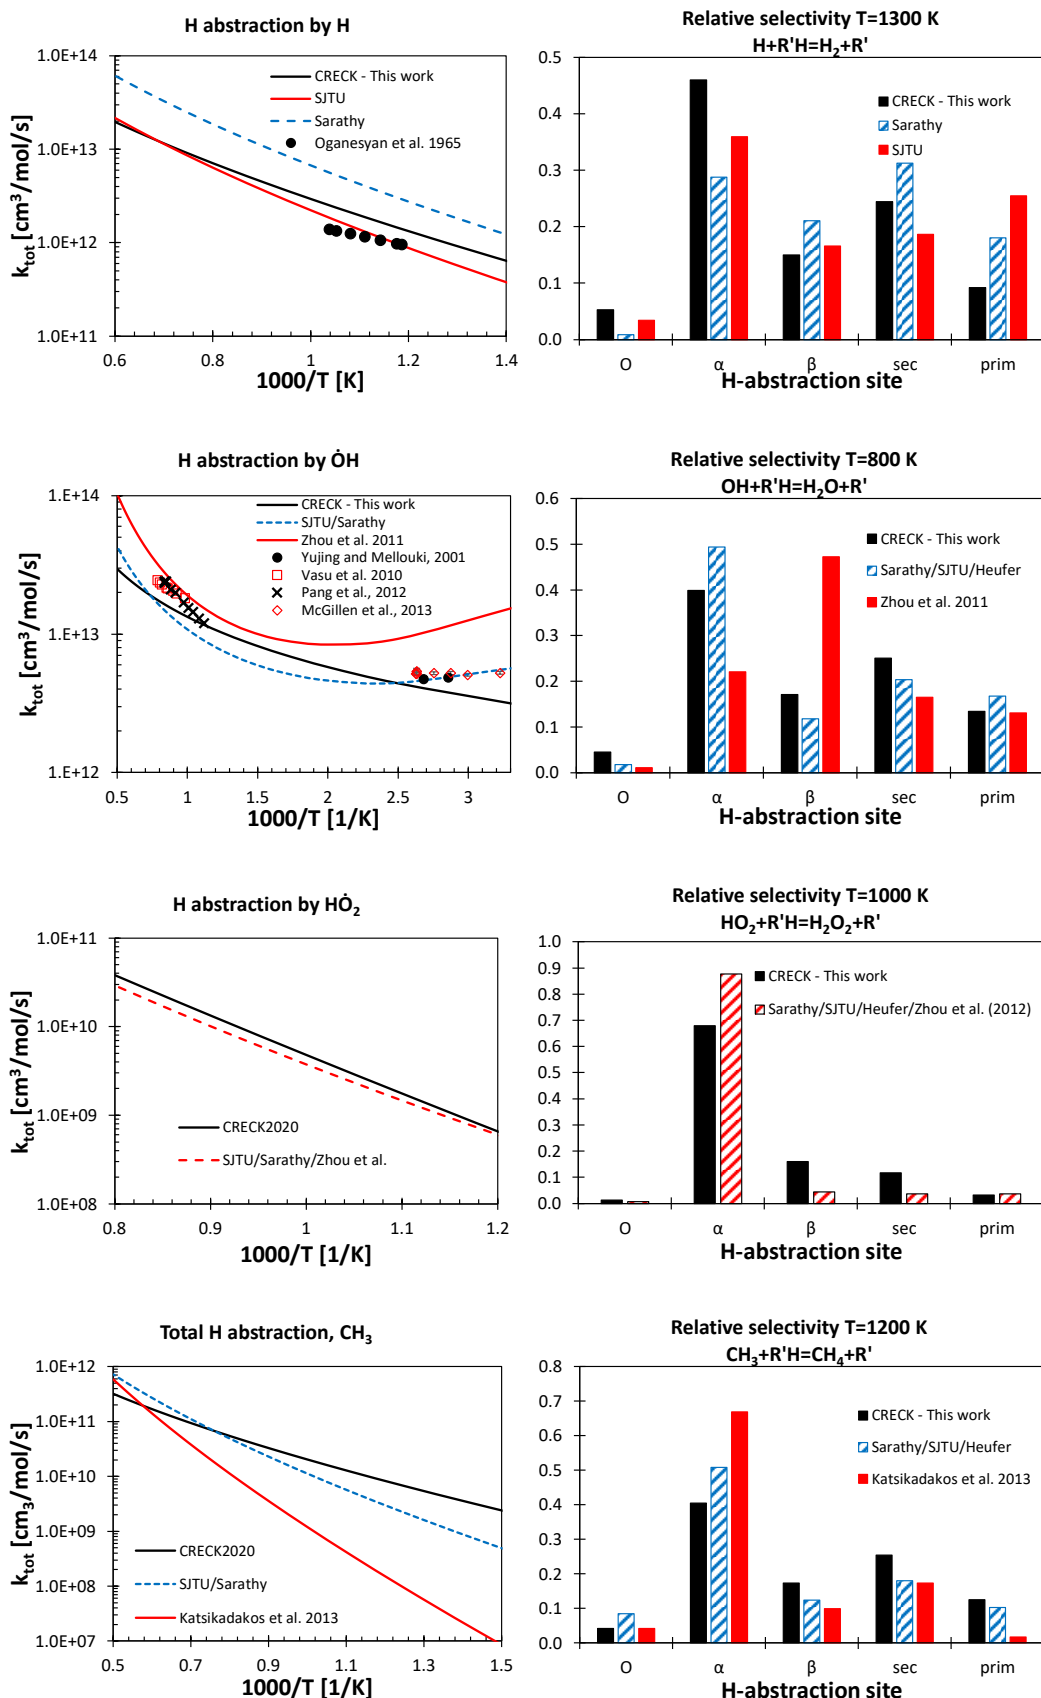 H abstraction by H
1.0E+14
1.0E+13
1.0E+12
1.0E+11
k_tot [cm³/mol/s]
CRECK - This work
SJTU
Sarathy
Oganesyan et al. 1965
0.6
0.8
1
1.2
1.4
1000/T [K]
Relative selectivity T=1300 K
H+R'H=H₂+R'
0.5
0.4
0.3
0.2
0.1
0.0
CRECK - This work
Sarathy
SJTU
O
α
β
sec
prim
H-abstraction site
H abstraction by ȮH
1.E+14
1.E+13
1.E+12
k_tot [cm³/mol/s]
CRECK - This work
SJTU/Sarathy
Zhou et al. 2011
Yujing and Mellouki, 2001
Vasu et al. 2010
Pang et al., 2012
McGillen et al., 2013
0.5
1
1.5
2
2.5
3
1000/T [1/K]
Relative selectivity T=800 K
OH+R'H=H₂O+R'
0.6
0.5
0.4
0.3
0.2
0.1
0.0
CRECK - This work
Sarathy/SJTU/Heufer
Zhou et al. 2011
O
α
β
sec
prim
H-abstraction site
H abstraction by HȮ₂
1.0E+11
1.0E+10
1.0E+09
1.0E+08
k_tot [cm³/mol/s]
CRECK2020
SJTU/Sarathy/Zhou et al.
0.8
0.9
1
1.1
1.2
1000/T [1/K]
Relative selectivity T=1000 K
HO₂+R'H=H₂O₂+R'
1.0
0.9
0.8
0.7
0.6
0.5
0.4
0.3
0.2
0.1
0.0
CRECK - This work
Sarathy/SJTU/Heufer/Zhou et al. (2012)
O
α
β
sec
prim
H-abstraction site
Total H abstraction, CH₃
1.0E+12
1.0E+11
1.0E+10
1.0E+09
1.0E+08
1.0E+07
k_tot [cm₃/mol/s]
CRECK2020
SJTU/Sarathy
Katsikadakos et al. 2013
0.5
0.7
0.9
1.1
1.3
1.5
1000/T [1/K]
Relative selectivity T=1200 K
CH₃+R'H=CH₄+R'
0.8
0.7
0.6
0.5
0.4
0.3
0.2
0.1
0.0
CRECK - This work
Sarathy/SJTU/Heufer
Katsikadakos et al. 2013
O
α
β
sec
prim
H-abstraction site